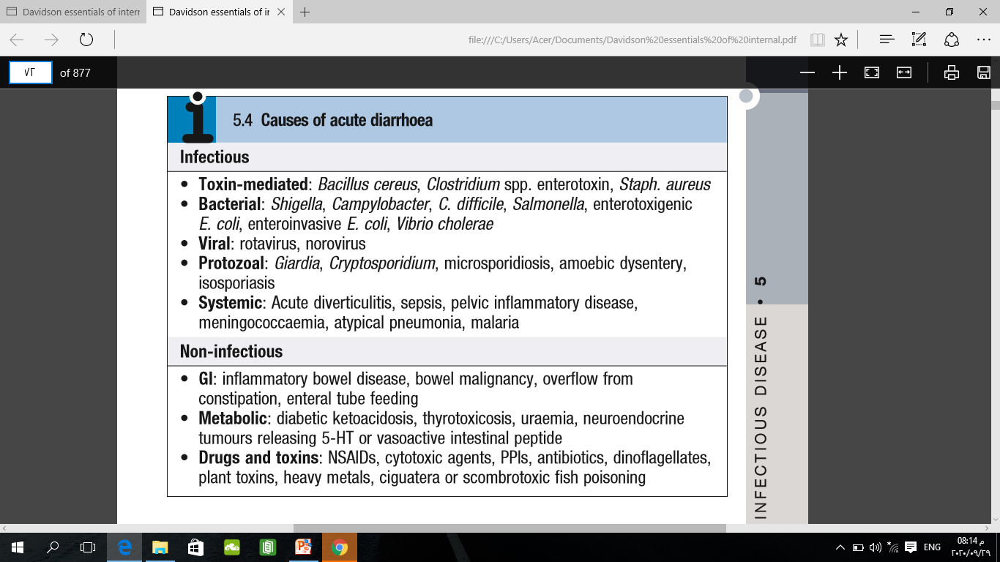 Davidson essentials of interr
Davidson essentials of ir
file:///C:/Users/Acer/Documents/Davidson%20essentials%20of%20internal.pdf
٧٢ of 877
5.4 Causes of acute diarrhoea
Infectious
• Toxin-mediated: Bacillus cereus, Clostridium spp. enterotoxin, Staph. aureus
• Bacterial: Shigella, Campylobacter, C. difficile, Salmonella, enterotoxigenic
E. coli, enteroinvasive E. coli, Vibrio cholerae
• Viral: rotavirus, norovirus
• Protozoal: Giardia, Cryptosporidium, microsporidiosis, amoebic dysentery,
isosporiasis
• Systemic: Acute diverticulitis, sepsis, pelvic inflammatory disease,
meningococcaemia, atypical pneumonia, malaria
Non-infectious
• GI: inflammatory bowel disease, bowel malignancy, overflow from
constipation, enteral tube feeding
• Metabolic: diabetic ketoacidosis, thyrotoxicosis, uraemia, neuroendocrine
tumours releasing 5-HT or vasoactive intestinal peptide
• Drugs and toxins: NSAIDs, cytotoxic agents, PPIs, antibiotics, dinoflagellates,
plant toxins, heavy metals, ciguatera or scombrotoxic fish poisoning
INFECTIOUS DISEASE • 5
ENG
08:14 م
٢٠٢٠/٠٩/٢٩